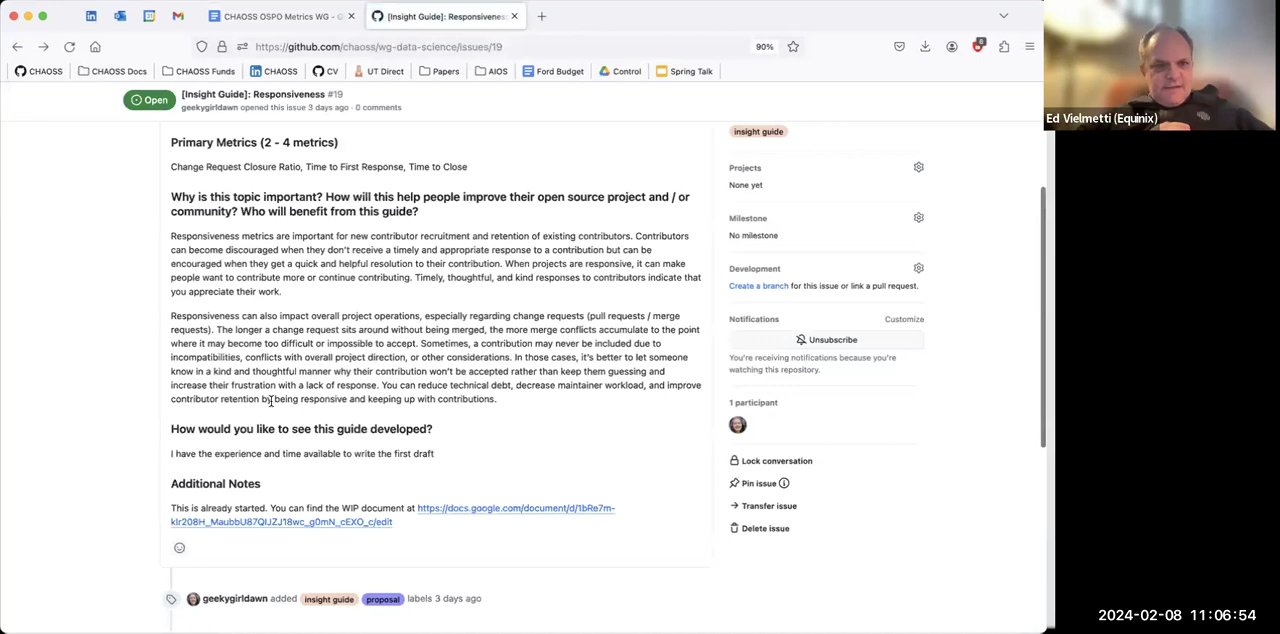 CHAOSS OSPO Metrics WG - G
[Insight Guide]: Responsiveness
https://github.com/chaoss/wg-data-science/issues/19
90%
CHAOSS
CHAOSS Docs
CHAOSS Funds
CHAOSS
CV
UT Direct
Papers
AIOS
Ford Budget
Control
Spring Talk
Ed Vielmetti (Equinix)
Open
[Insight Guide]: Responsiveness #19
geekygirldawn opened this issue 3 days ago · 0 comments
Primary Metrics (2 - 4 metrics)
Change Request Closure Ratio, Time to First Response, Time to Close
Why is this topic important? How will this help people improve their open source project and / or
community? Who will benefit from this guide?
Responsiveness metrics are important for new contributor recruitment and retention of existing contributors. Contributors
can become discouraged when they don't receive a timely and appropriate response to a contribution but can be
encouraged when they get a quick and helpful resolution to their contribution. When projects are responsive, it can make
people want to contribute more or continue contributing. Timely, thoughtful, and kind responses to contributors indicate that
you appreciate their work.
Responsiveness can also impact overall project operations, especially regarding change requests (pull requests / merge
requests). The longer a change request sits around without being merged, the more merge conflicts accumulate to the point
where it may become too difficult or impossible to accept. Sometimes, a contribution may never be included due to
incompatibilities, conflicts with overall project direction, or other considerations. In those cases, it's better to let someone
know in a kind and thoughtful manner why their contribution won't be accepted rather than keep them guessing and
increase their frustration with a lack of response. You can reduce technical debt, decrease maintainer workload, and improve
contributor retention by being responsive and keeping up with contributions.
How would you like to see this guide developed?
I have the experience and time available to write the first draft
Additional Notes
This is already started. You can find the WIP document at https://docs.google.com/document/d/1bRe7m-
kIr208H_MaubbU87QIJZJ18wc_g0mN_cEXO_c/edit
geekygirldawn added insight guide proposal labels 3 days ago
insight guide
Projects
None yet
Milestone
No milestone
Development
Create a branch for this issue or link a pull request.
Notifications Customize
Unsubscribe
You're receiving notifications because you're
watching this repository.
1 participant
Lock conversation
Pin issue
Transfer issue
Delete issue
2024-02-08 11:06:54